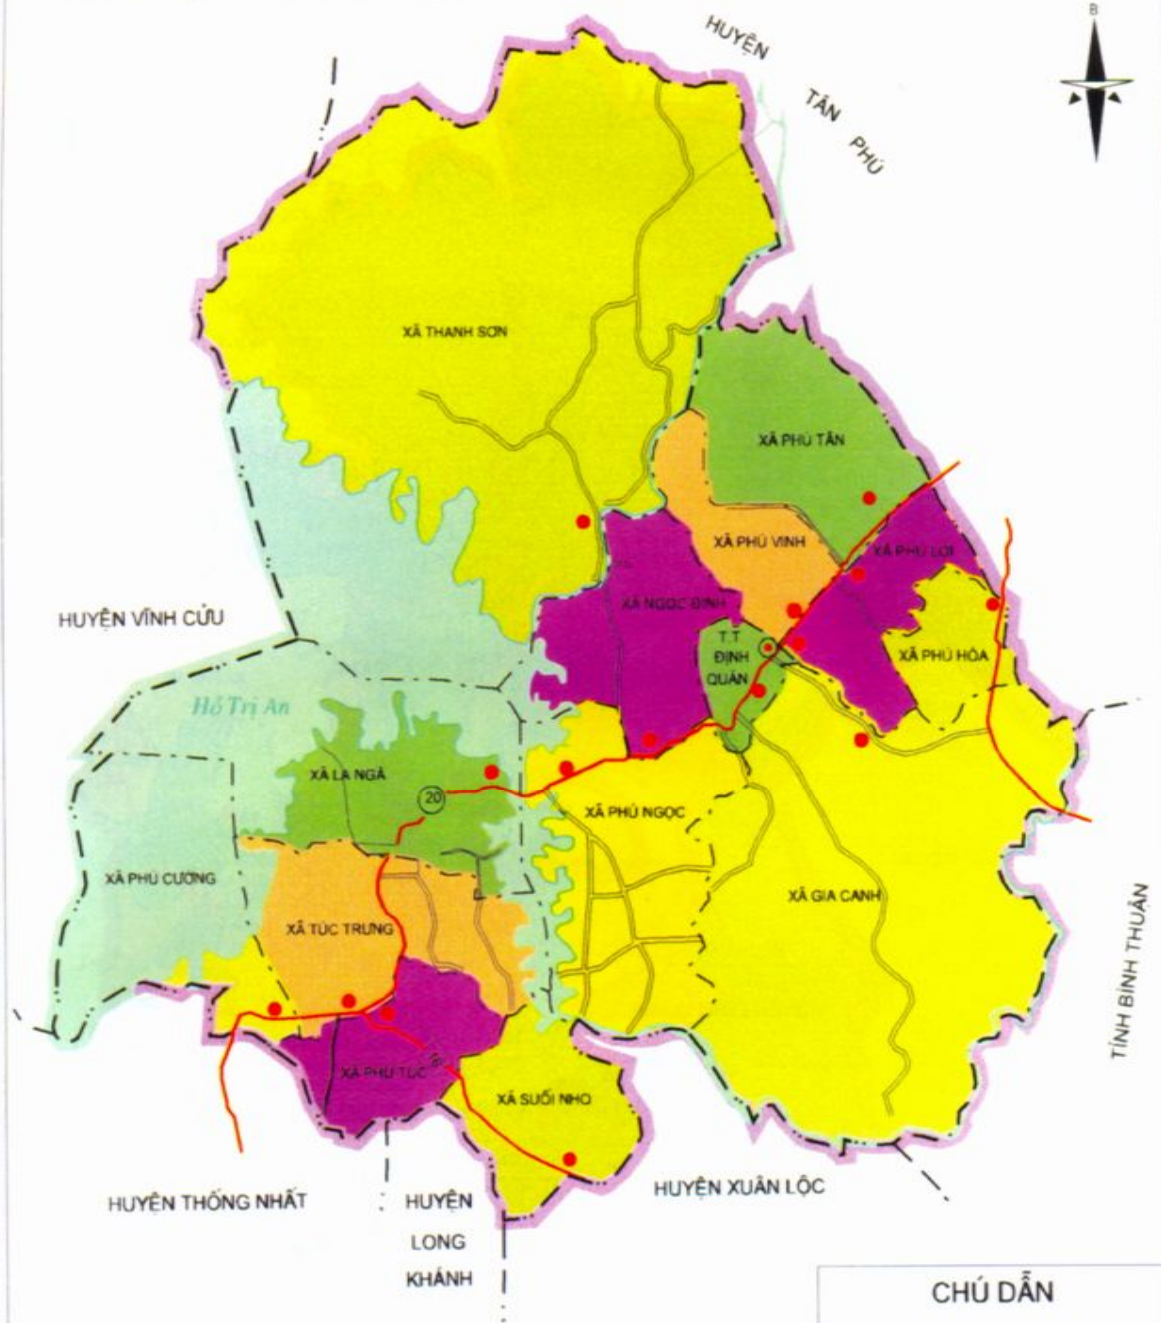 B
HUYỆN
TÂN PHÚ
XÃ THANH SƠN
XÃ PHÚ TÂN
XÃ PHÚ VINH
XÃ PHÚ LỢI
XÃ NGỌC ĐỊNH
HUYỆN VĨNH CỬU
T.T
ĐỊNH
QUÁN
XÃ PHÚ HÒA
Hồ Trị An
XÃ LA NGÀ
20
XÃ PHÚ NGỌC
XÃ PHÚ CƯỜNG
XÃ GIA CANH
XÃ TÚC TRƯNG
TỈNH BÌNH THUẬN
XÃ PHÚ TÚC
XÃ SUỐI NHO
HUYỆN THỐNG NHẤT
HUYỆN
LONG
KHÁNH
HUYỆN XUÂN LỘC
CHÚ DẪN